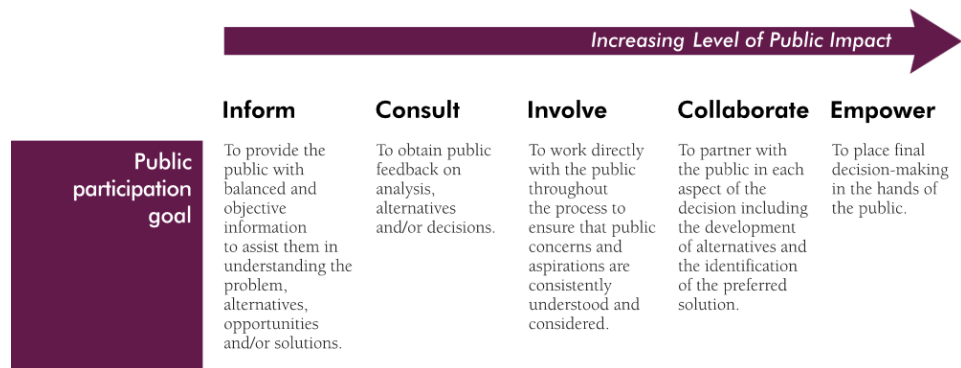 Increasing Level of Public Impact
Inform
Consult
Involve
Collaborate
Empower
Public
participation
goal
To provide the
public with
balanced and
objective
information
to assist them in
understanding the
problem,
alternatives,
opportunities
and/or solutions.
To obtain public
feedback on
analysis,
alternatives
and/or decisions.
To work directly
with the public
throughout
the process to
ensure that public
concerns and
aspirations are
consistently
understood and
considered.
To partner with
the public in each
aspect of the
decision including
the development
of alternatives and
the identification
of the preferred
solution.
To place final
decision-making
in the hands of
the public.